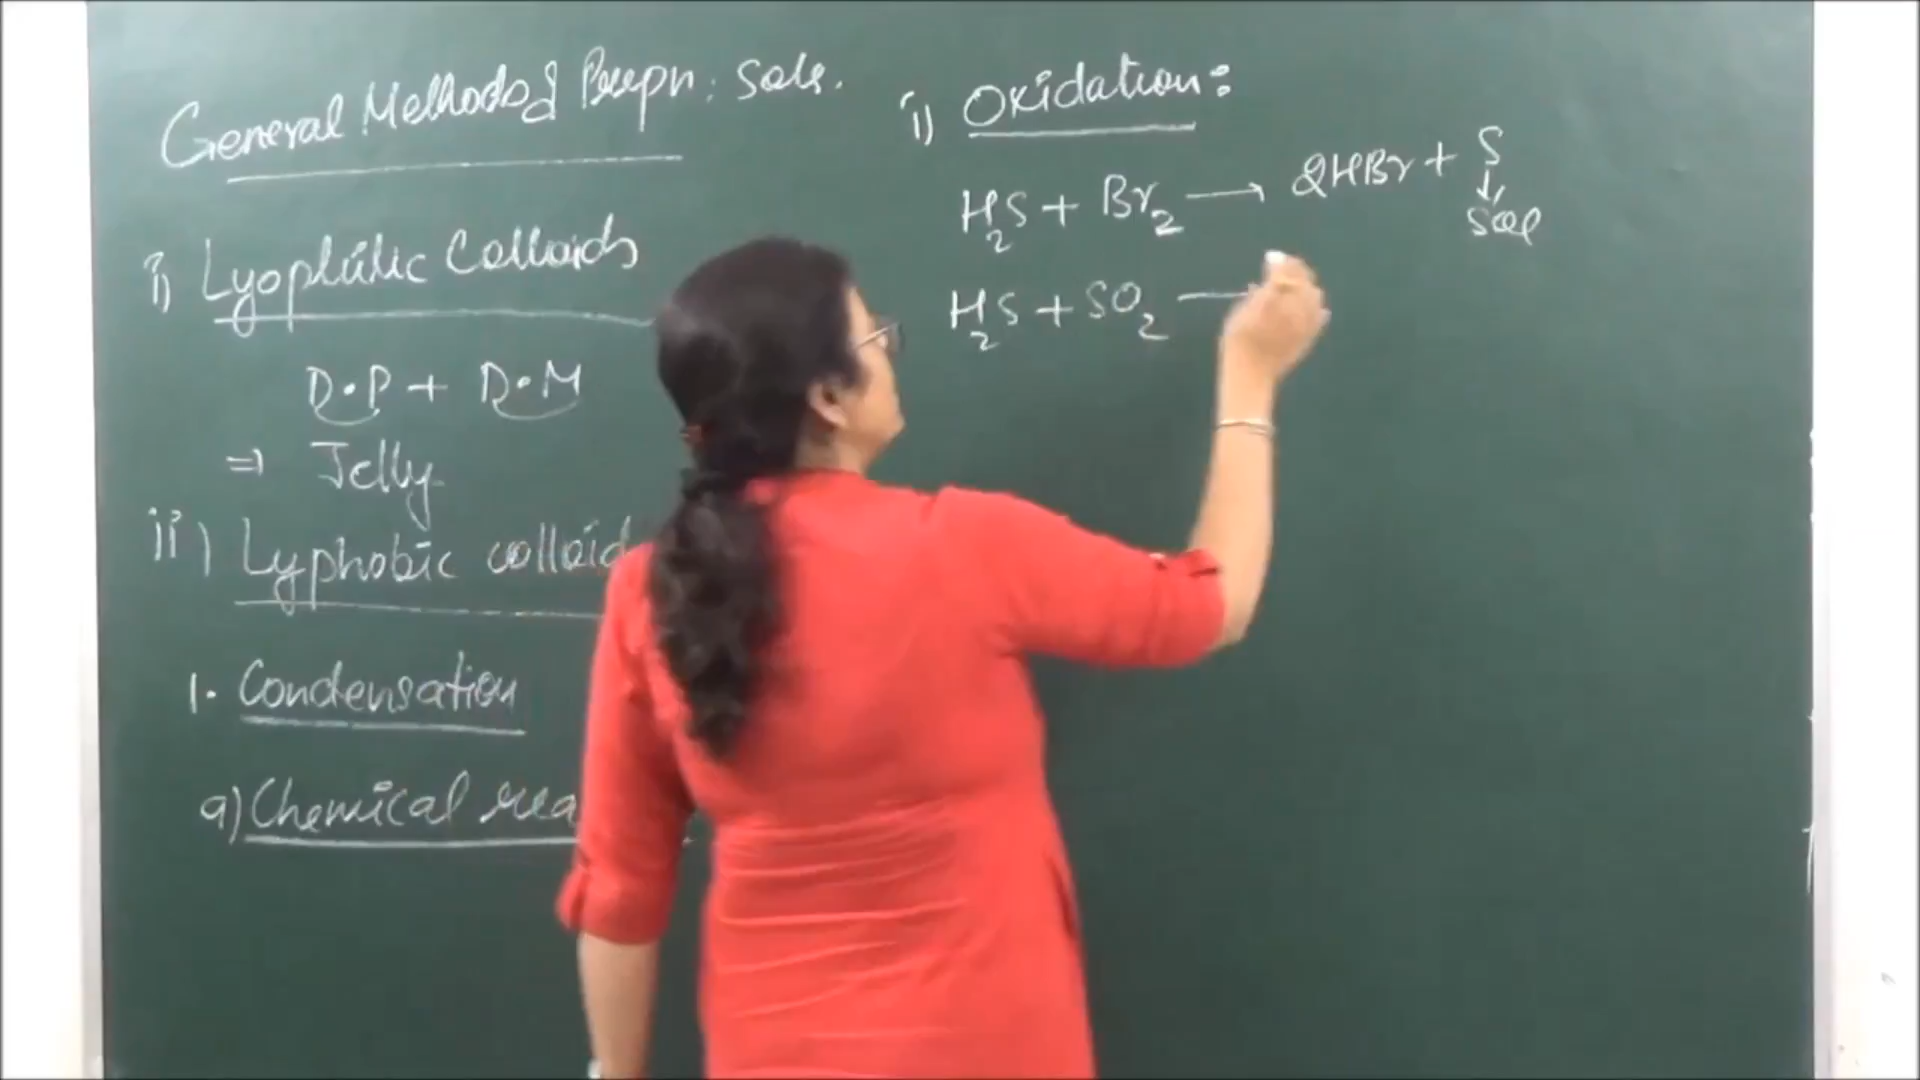 General Methods of Prepn: Sols.
i) Lyophilic Colloids
D.P + D.M
⇒ Jelly
ii) Lyphobic colloid
1. Condensation
a) Chemical rea
i) Oxidation:
H2S + Br2 → 2HBr + S
↓
Sol
H2S + SO2 →